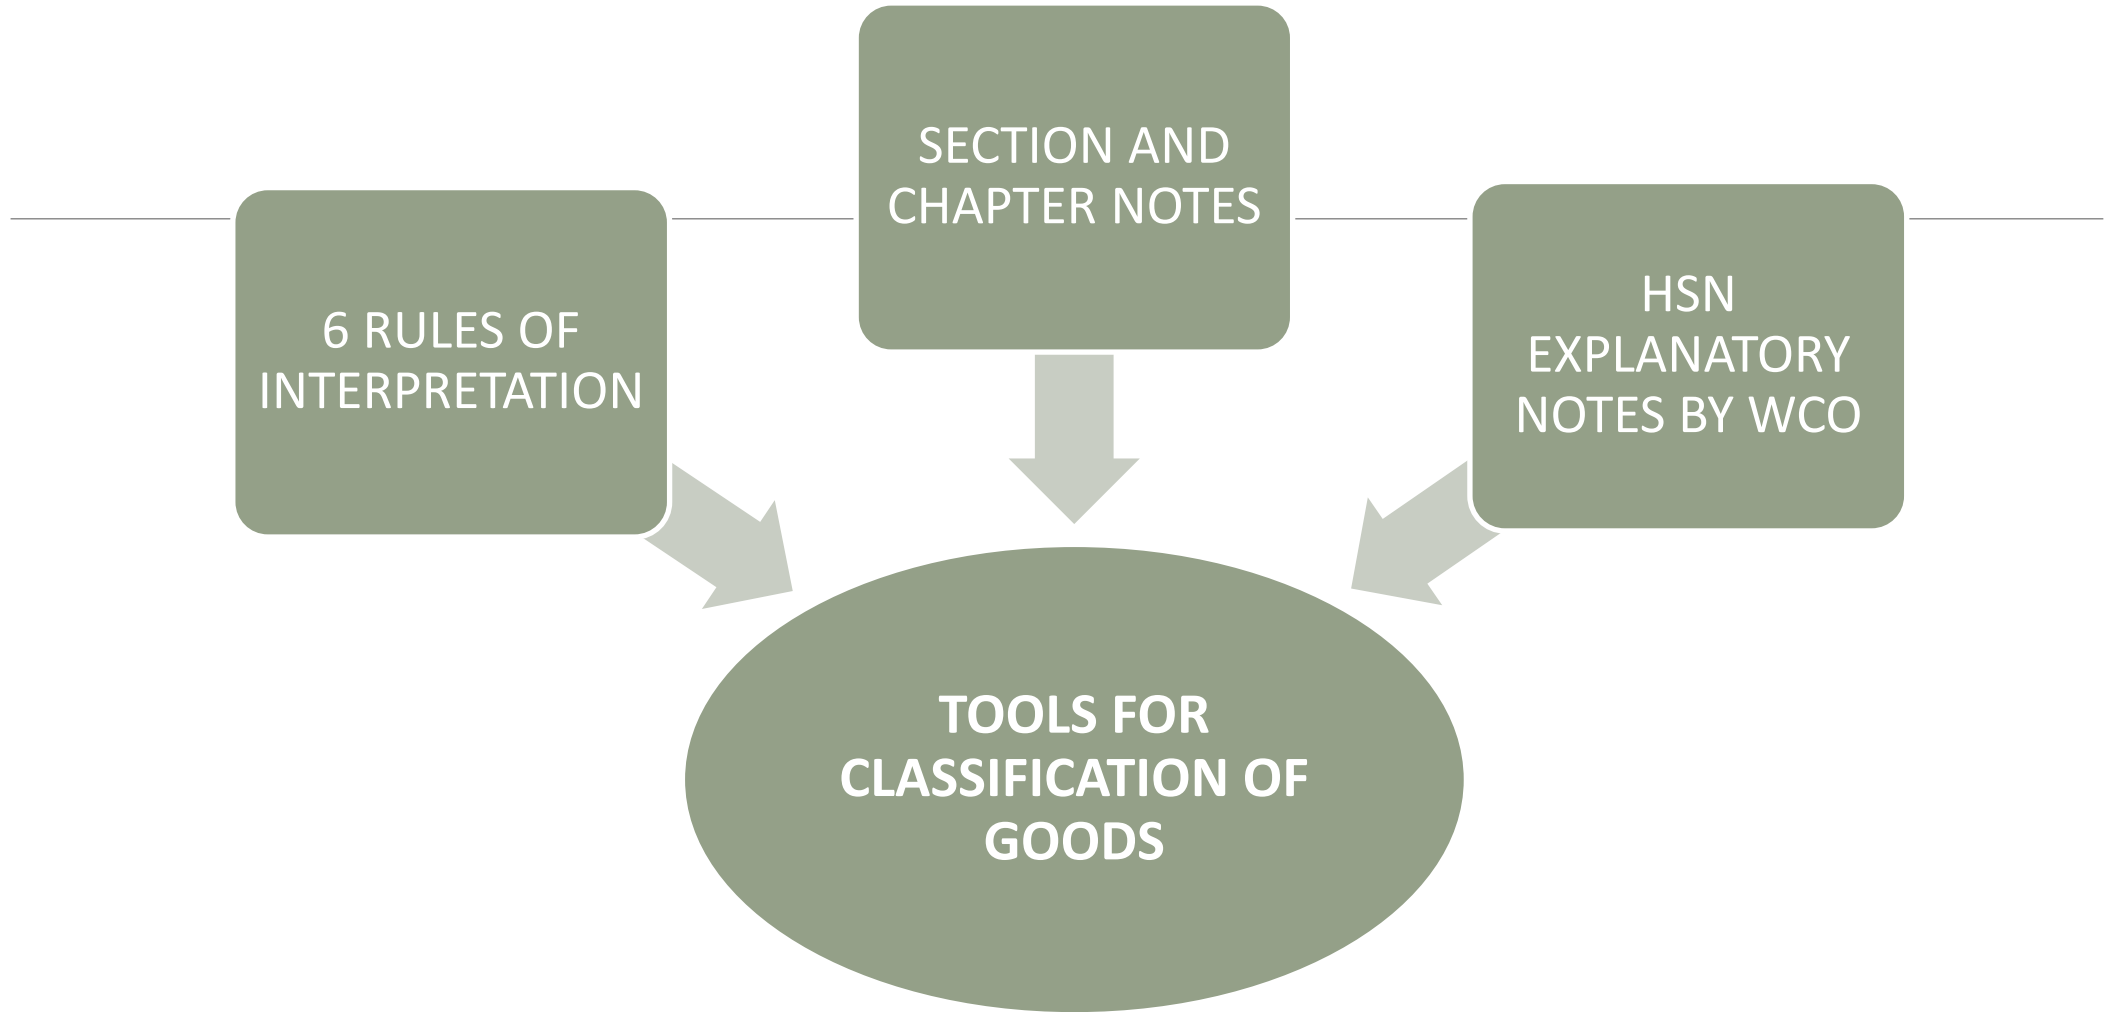 6 RULES OF
INTERPRETATION
SECTION AND
CHAPTER NOTES
HSN
EXPLANATORY
NOTES BY WCO
TOOLS FOR
CLASSIFICATION OF
GOODS